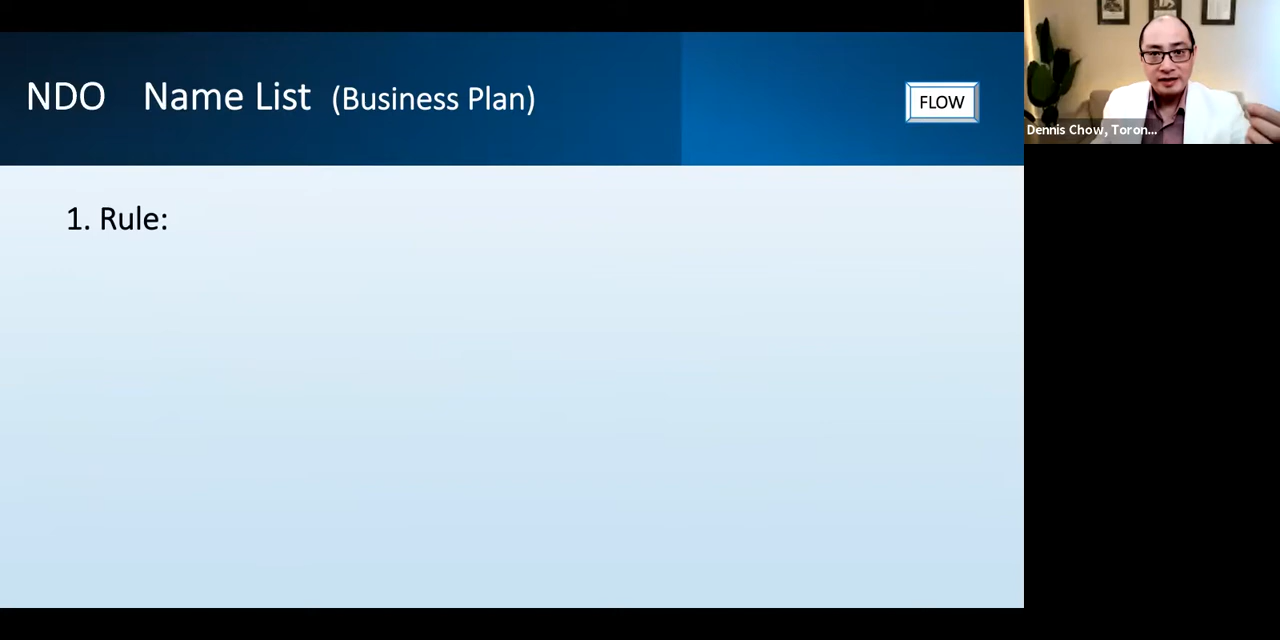 NDO Name List (Business Plan)
FLOW
Dennis Chow, Toron...
1. Rule: